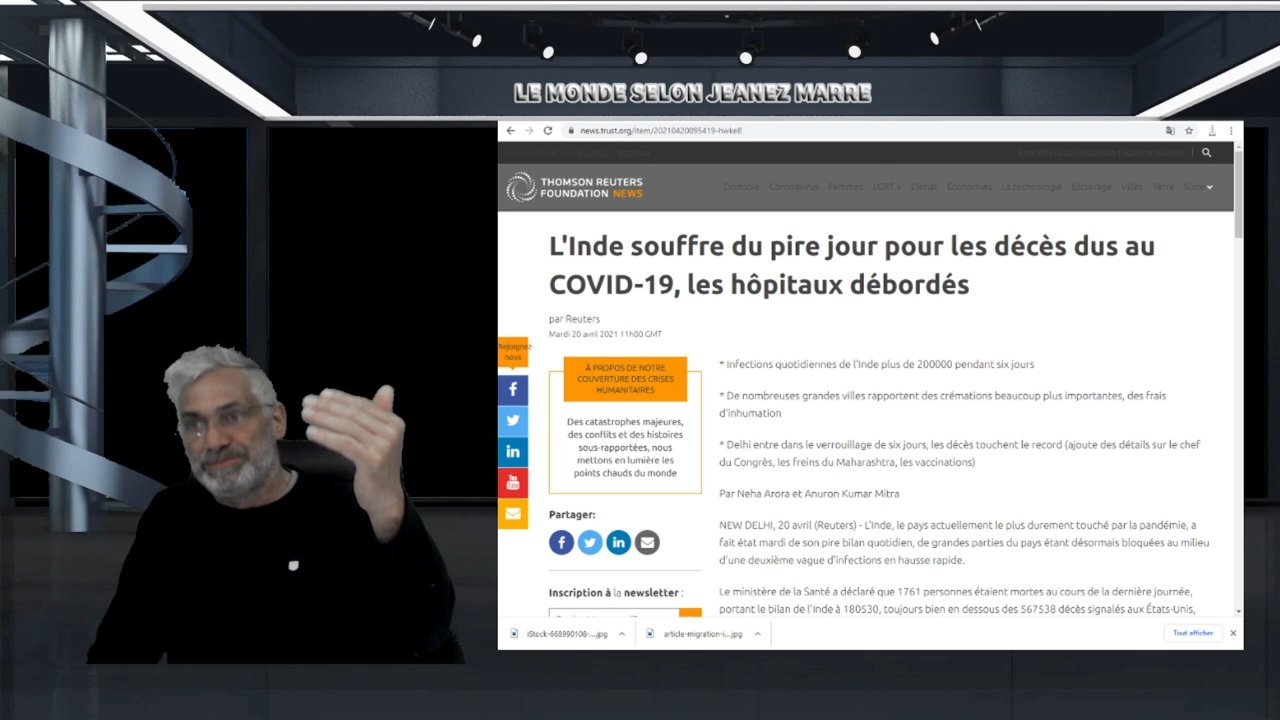 LE MONDE SELON JEANEZ MARRE
news.trust.org/item/20210420095419-hwke8
THOMSON REUTERS
FOUNDATION NEWS
Domicile Coronavirus Femmes LGBT + Climat Économies La technologie Esclavage Villes Terre Suite
L'Inde souffre du pire jour pour les décès dus au
COVID-19, les hôpitaux débordés
par Reuters
Mardi 20 avril 2021 11h00 GMT
Rejoignez-
nous
À PROPOS DE NOTRE
COUVERTURE DES CRISES
HUMANITAIRES
Des catastrophes majeures,
des conflits et des histoires
sous-rapportées, nous
mettons en lumière les
points chauds du monde
Partager:
Inscription à la newsletter :
* Infections quotidiennes de l'Inde plus de 200000 pendant six jours
* De nombreuses grandes villes rapportent des crémations beaucoup plus importantes, des frais
d'inhumation
* Delhi entre dans le verrouillage de six jours, les décès touchent le record (ajoute des détails sur le chef
du Congrès, les freins du Maharashtra, les vaccinations)
Par Neha Arora et Anuron Kumar Mitra
NEW DELHI, 20 avril (Reuters) - L'Inde, le pays actuellement le plus durement touché par la pandémie, a
fait état mardi de son pire bilan quotidien, de grandes parties du pays étant désormais bloquées au milieu
d'une deuxième vague d'infections en hausse rapide.
Le ministère de la Santé a déclaré que 1761 personnes étaient mortes au cours de la dernière journée,
portant le bilan de l'Inde à 180530, toujours bien en dessous des 567538 décès signalés aux États-Unis,
iStock-668990108-...jpg
article-migration-i...jpg
Tout afficher